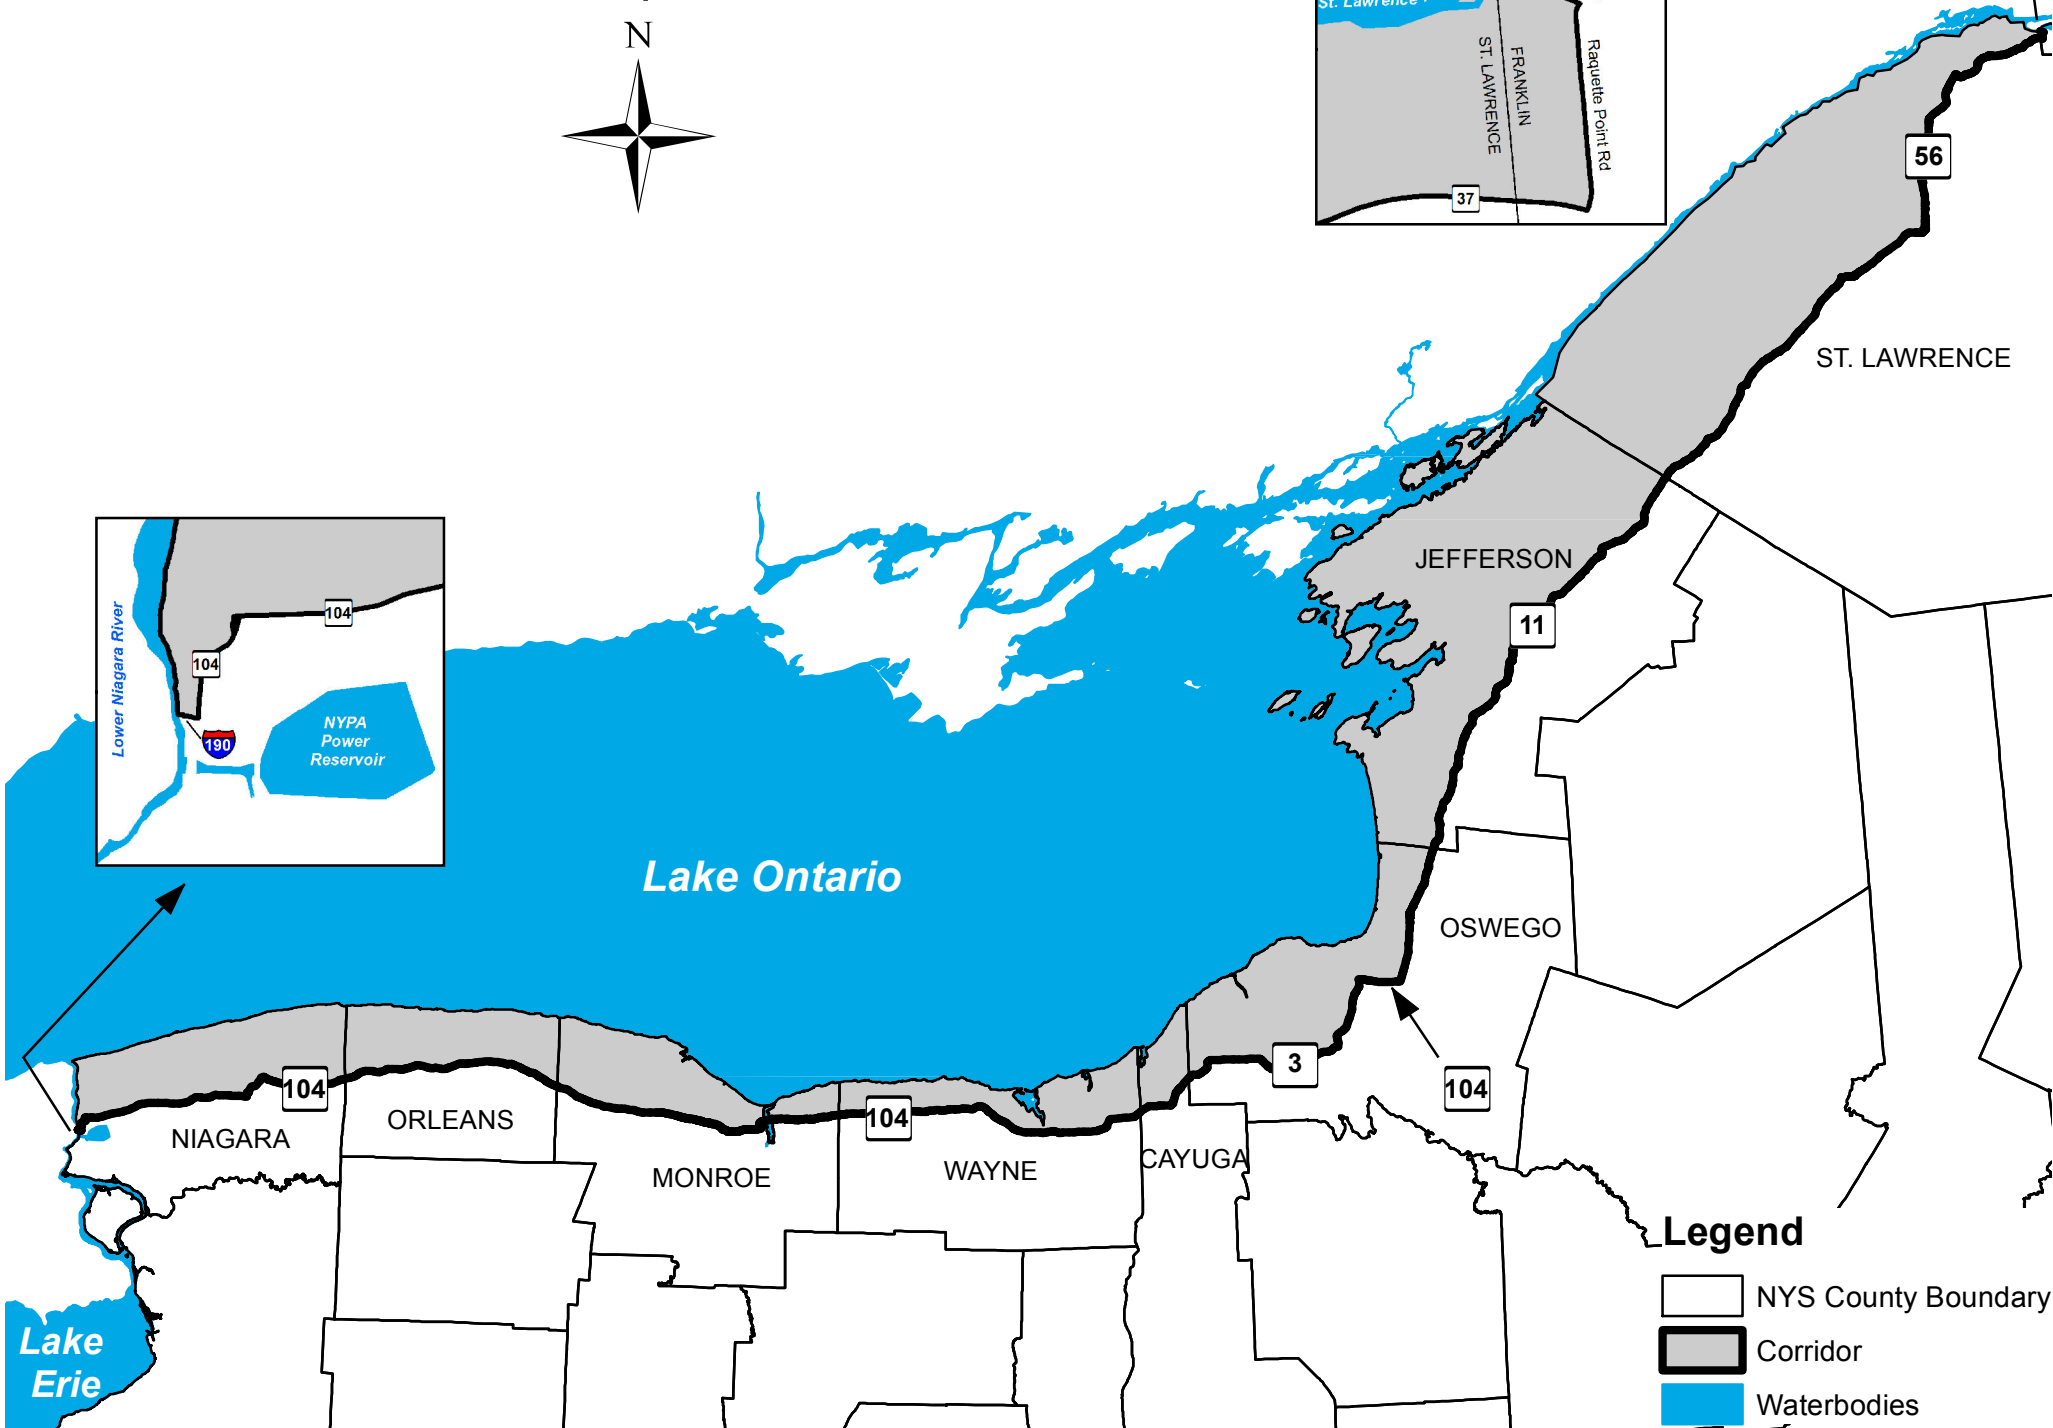 N
St. Lawrence
ST. LAWRENCE
FRANKLIN
Raquette Point Rd
37
56
ST. LAWRENCE
JEFFERSON
11
Lower Niagara River
104
104
190
NYPA
Power
Reservoir
Lake Ontario
OSWEGO
3
104
104
104
NIAGARA
ORLEANS
MONROE
WAYNE
CAYUGA
Lake
Erie
Legend
NYS County Boundary
Corridor
Waterbodies